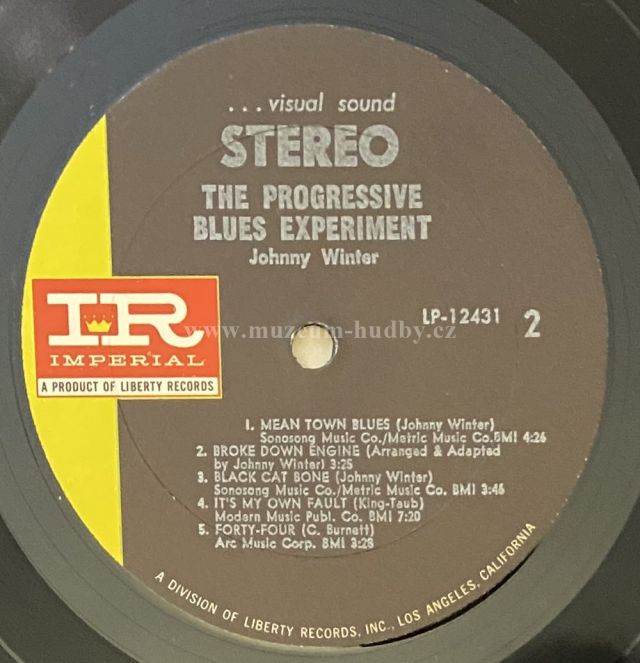 ... visual sound
STEREO
THE PROGRESSIVE
BLUES EXPERIMENT
Johnny Winter
IR
IMPERIAL
A PRODUCT OF LIBERTY RECORDS
LP-12431 2
www.muzeum-hudby.cz
1. MEAN TOWN BLUES (Johnny Winter)
Sonosong Music Co./Metric Music Co.BMI 4:26
2. BROKE DOWN ENGINE (Arranged & Adapted
by Johnny Winter) 3:25
3. BLACK CAT BONE (Johnny Winter)
Sonosong Music Co./Metric Music Co. BMI 3:46
4. IT'S MY OWN FAULT (King-Taub)
Modern Music Publ. Co. BMI 7:20
5. FORTY-FOUR (C. Burnett)
Arc Music Corp. BMI 3:28
A DIVISION OF LIBERTY RECORDS, INC., LOS ANGELES, CALIFORNIA